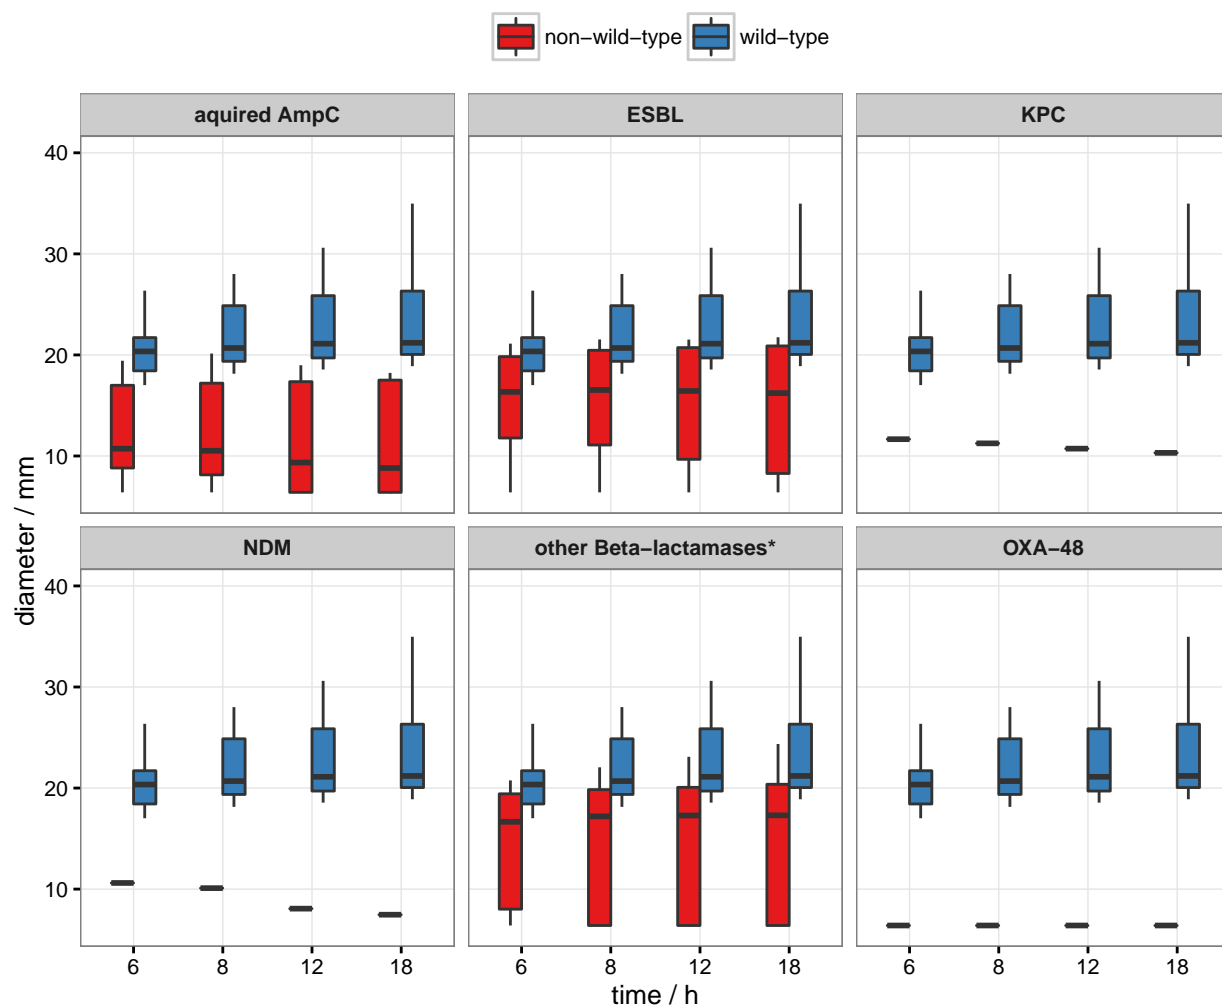 non−wild−type wild−type
aquired AmpC ESBL KPC
40
30
20
10
NDM other Beta−lactamases* OXA−48
40
30
20
10
diameter / mm
6 8 12 18 6 8 12 18 6 8 12 18
time / h